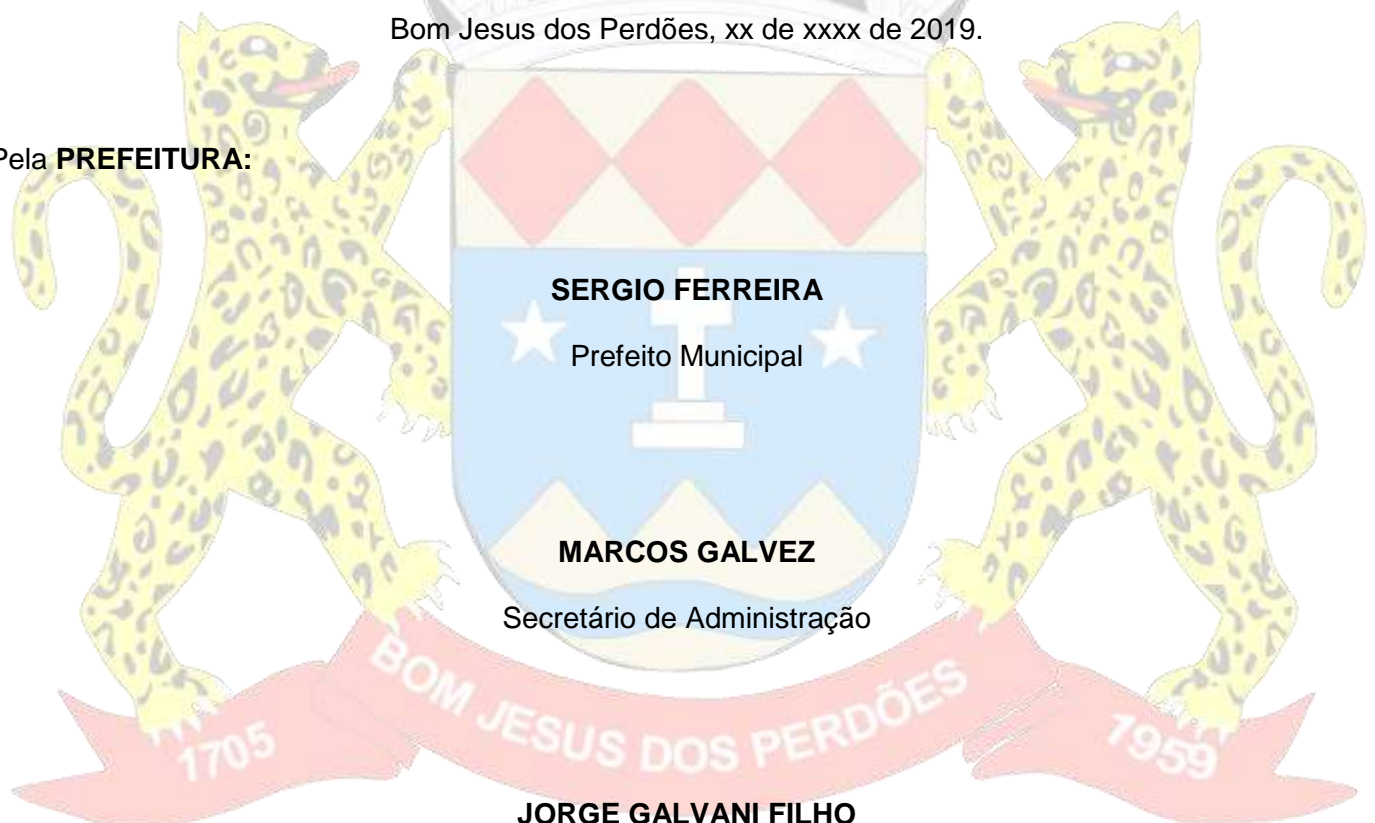 Bom Jesus dos Perdões, xx de xxxx de 2019.
Pela PREFEITURA:
SERGIO FERREIRA
Prefeito Municipal
MARCOS GALVEZ
Secretário de Administração
1705
BOM JESUS DOS PERDÕES
1959
JORGE GALVANI FILHO